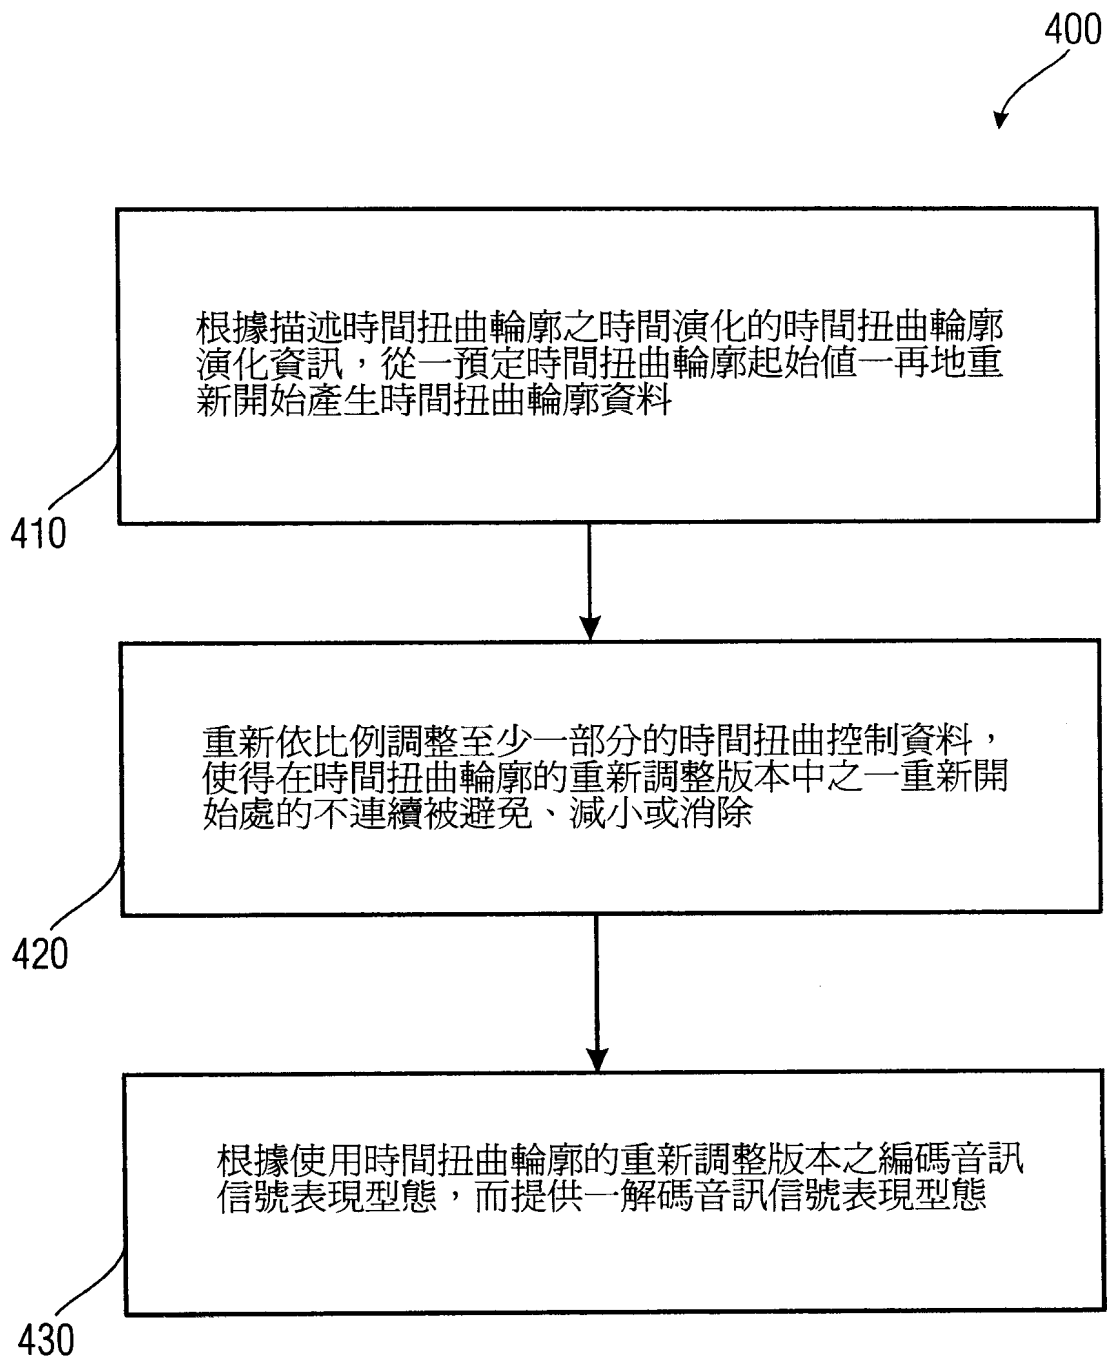 400
根據描述時間扭曲輪廓之時間演化的時間扭曲輪廓
演化資訊，從一預定時間扭曲輪廓起始值一再地重
新開始產生時間扭曲輪廓資料
410
重新依比例調整至少一部分的時間扭曲控制資料，
使得在時間扭曲輪廓的重新調整版本中之一重新開
始處的不連續被避免、減小或消除
420
根據使用時間扭曲輪廓的重新調整版本之編碼音訊
信號表現型態，而提供一解碼音訊信號表現型態
430